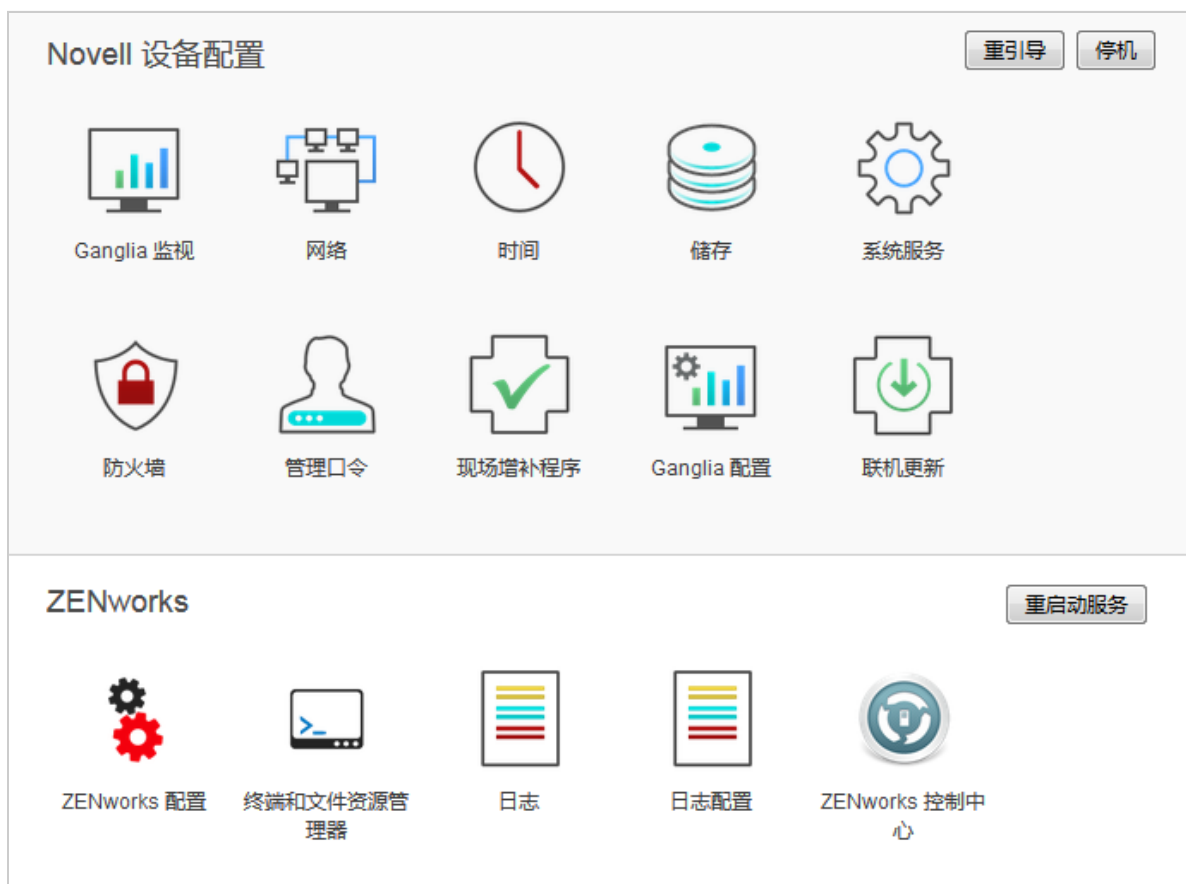 Novell 设备配置
重引导
停机
Ganglia 监视
网络
时间
储存
系统服务
防火墙
管理口令
现场增补程序
Ganglia 配置
联机更新
ZENworks
重启动服务
ZENworks 配置
终端和文件资源管
理器
日志
日志配置
ZENworks 控制中
心